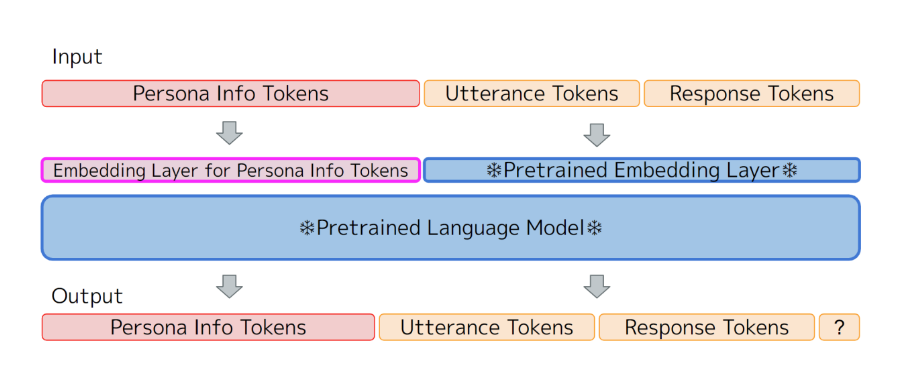 Input
Persona Info Tokens Utterance Tokens Response Tokens
Embedding Layer for Persona Info Tokens ❄Pretrained Embedding Layer❄
❄Pretrained Language Model❄
Output
Persona Info Tokens Utterance Tokens Response Tokens ?